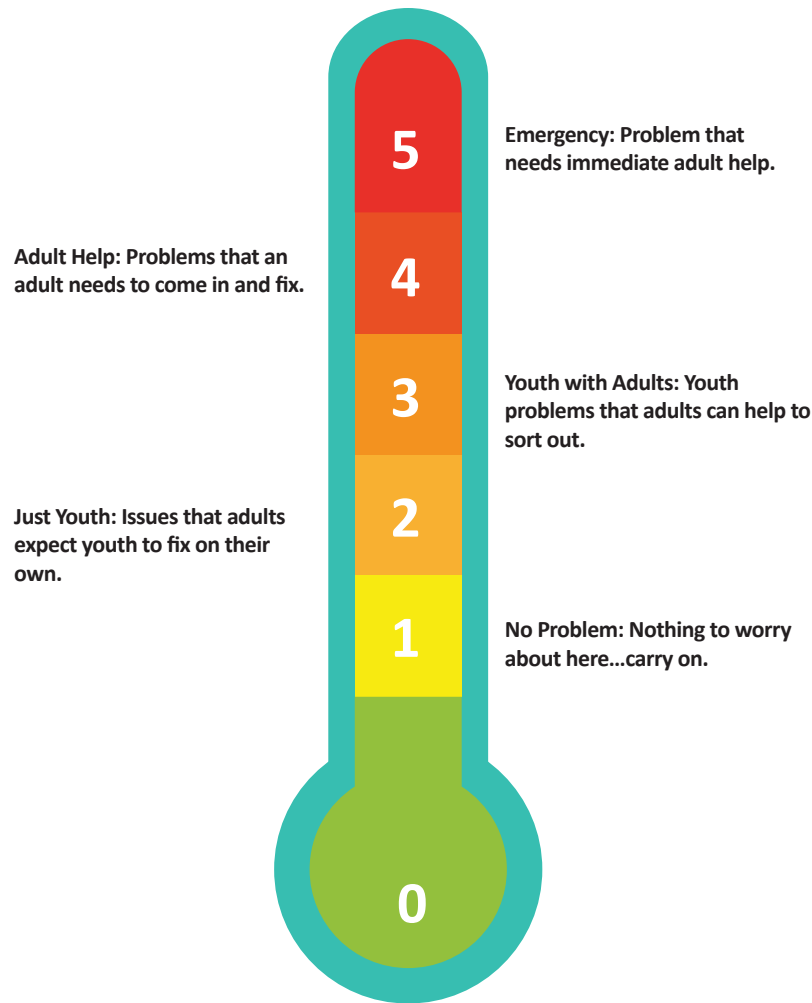 5
Emergency: Problem that
needs immediate adult help.
Adult Help: Problems that an
adult needs to come in and fix.
4
3
Youth with Adults: Youth
problems that adults can help to
sort out.
Just Youth: Issues that adults
expect youth to fix on their
own.
2
1
No Problem: Nothing to worry
about here...carry on.
0